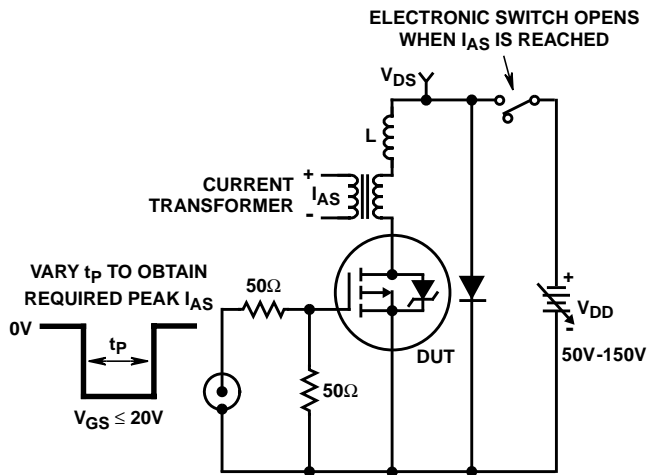 ELECTRONIC SWITCH OPENS
WHEN IAS IS REACHED
VDS
L
+
CURRENT
TRANSFORMER
IAS
-
VARY tP TO OBTAIN
REQUIRED PEAK IAS
50Ω
0V
tP
VGS ≤ 20V
50Ω
DUT
+
VDD
-
50V-150V